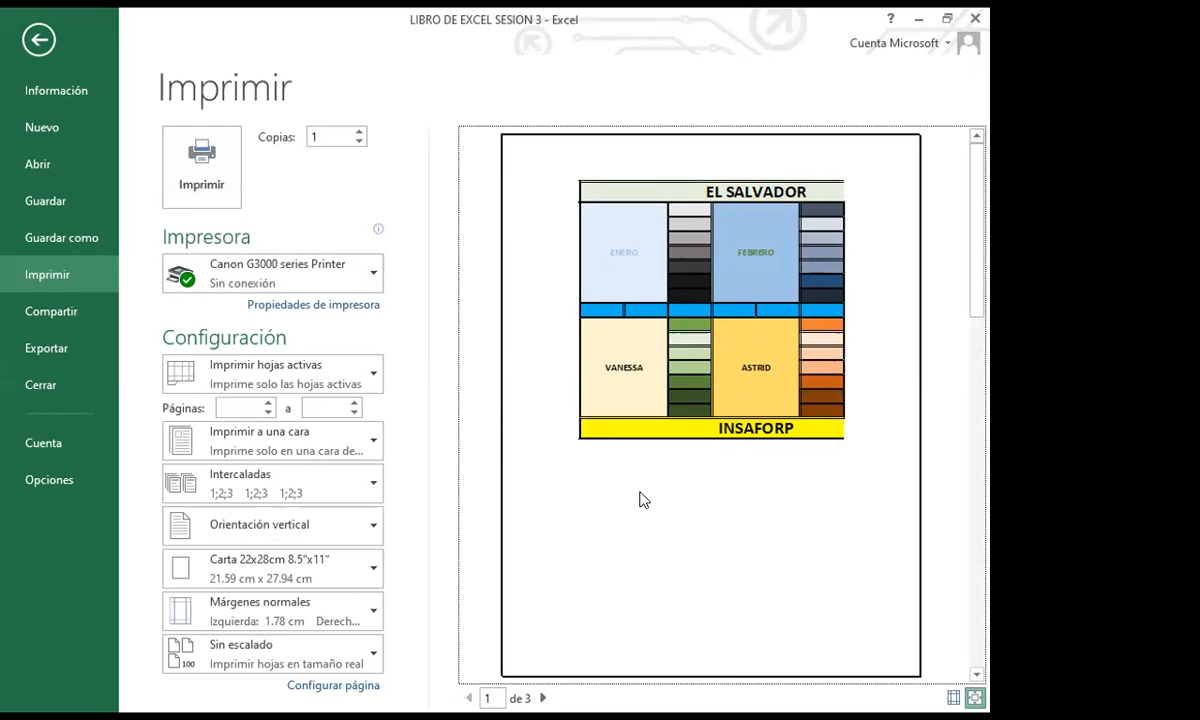 LIBRO DE EXCEL SESION 3 - Excel
?
Cuenta Microsoft
Información
Nuevo
Abrir
Guardar
Guardar como
Imprimir
Compartir
Exportar
Cerrar
Cuenta
Opciones
Imprimir
Imprimir
Copias: 1
Impresora
Canon G3000 series Printer
Sin conexión
Propiedades de impresora
Configuración
Imprimir hojas activas
Imprime solo las hojas activas
Páginas: a
Imprimir a una cara
Imprime solo en una cara de...
Intercaladas
1;2;3 1;2;3 1;2;3
Orientación vertical
Carta 22x28cm 8.5"x11"
21.59 cm x 27.94 cm
Márgenes normales
Izquierda: 1.78 cm Derech...
Sin escalado
100
Imprimir hojas en tamaño real
Configurar página
EL SALVADOR
ENERO
FEBRERO
VANESSA
ASTRID
INSAFORP
1 de 3